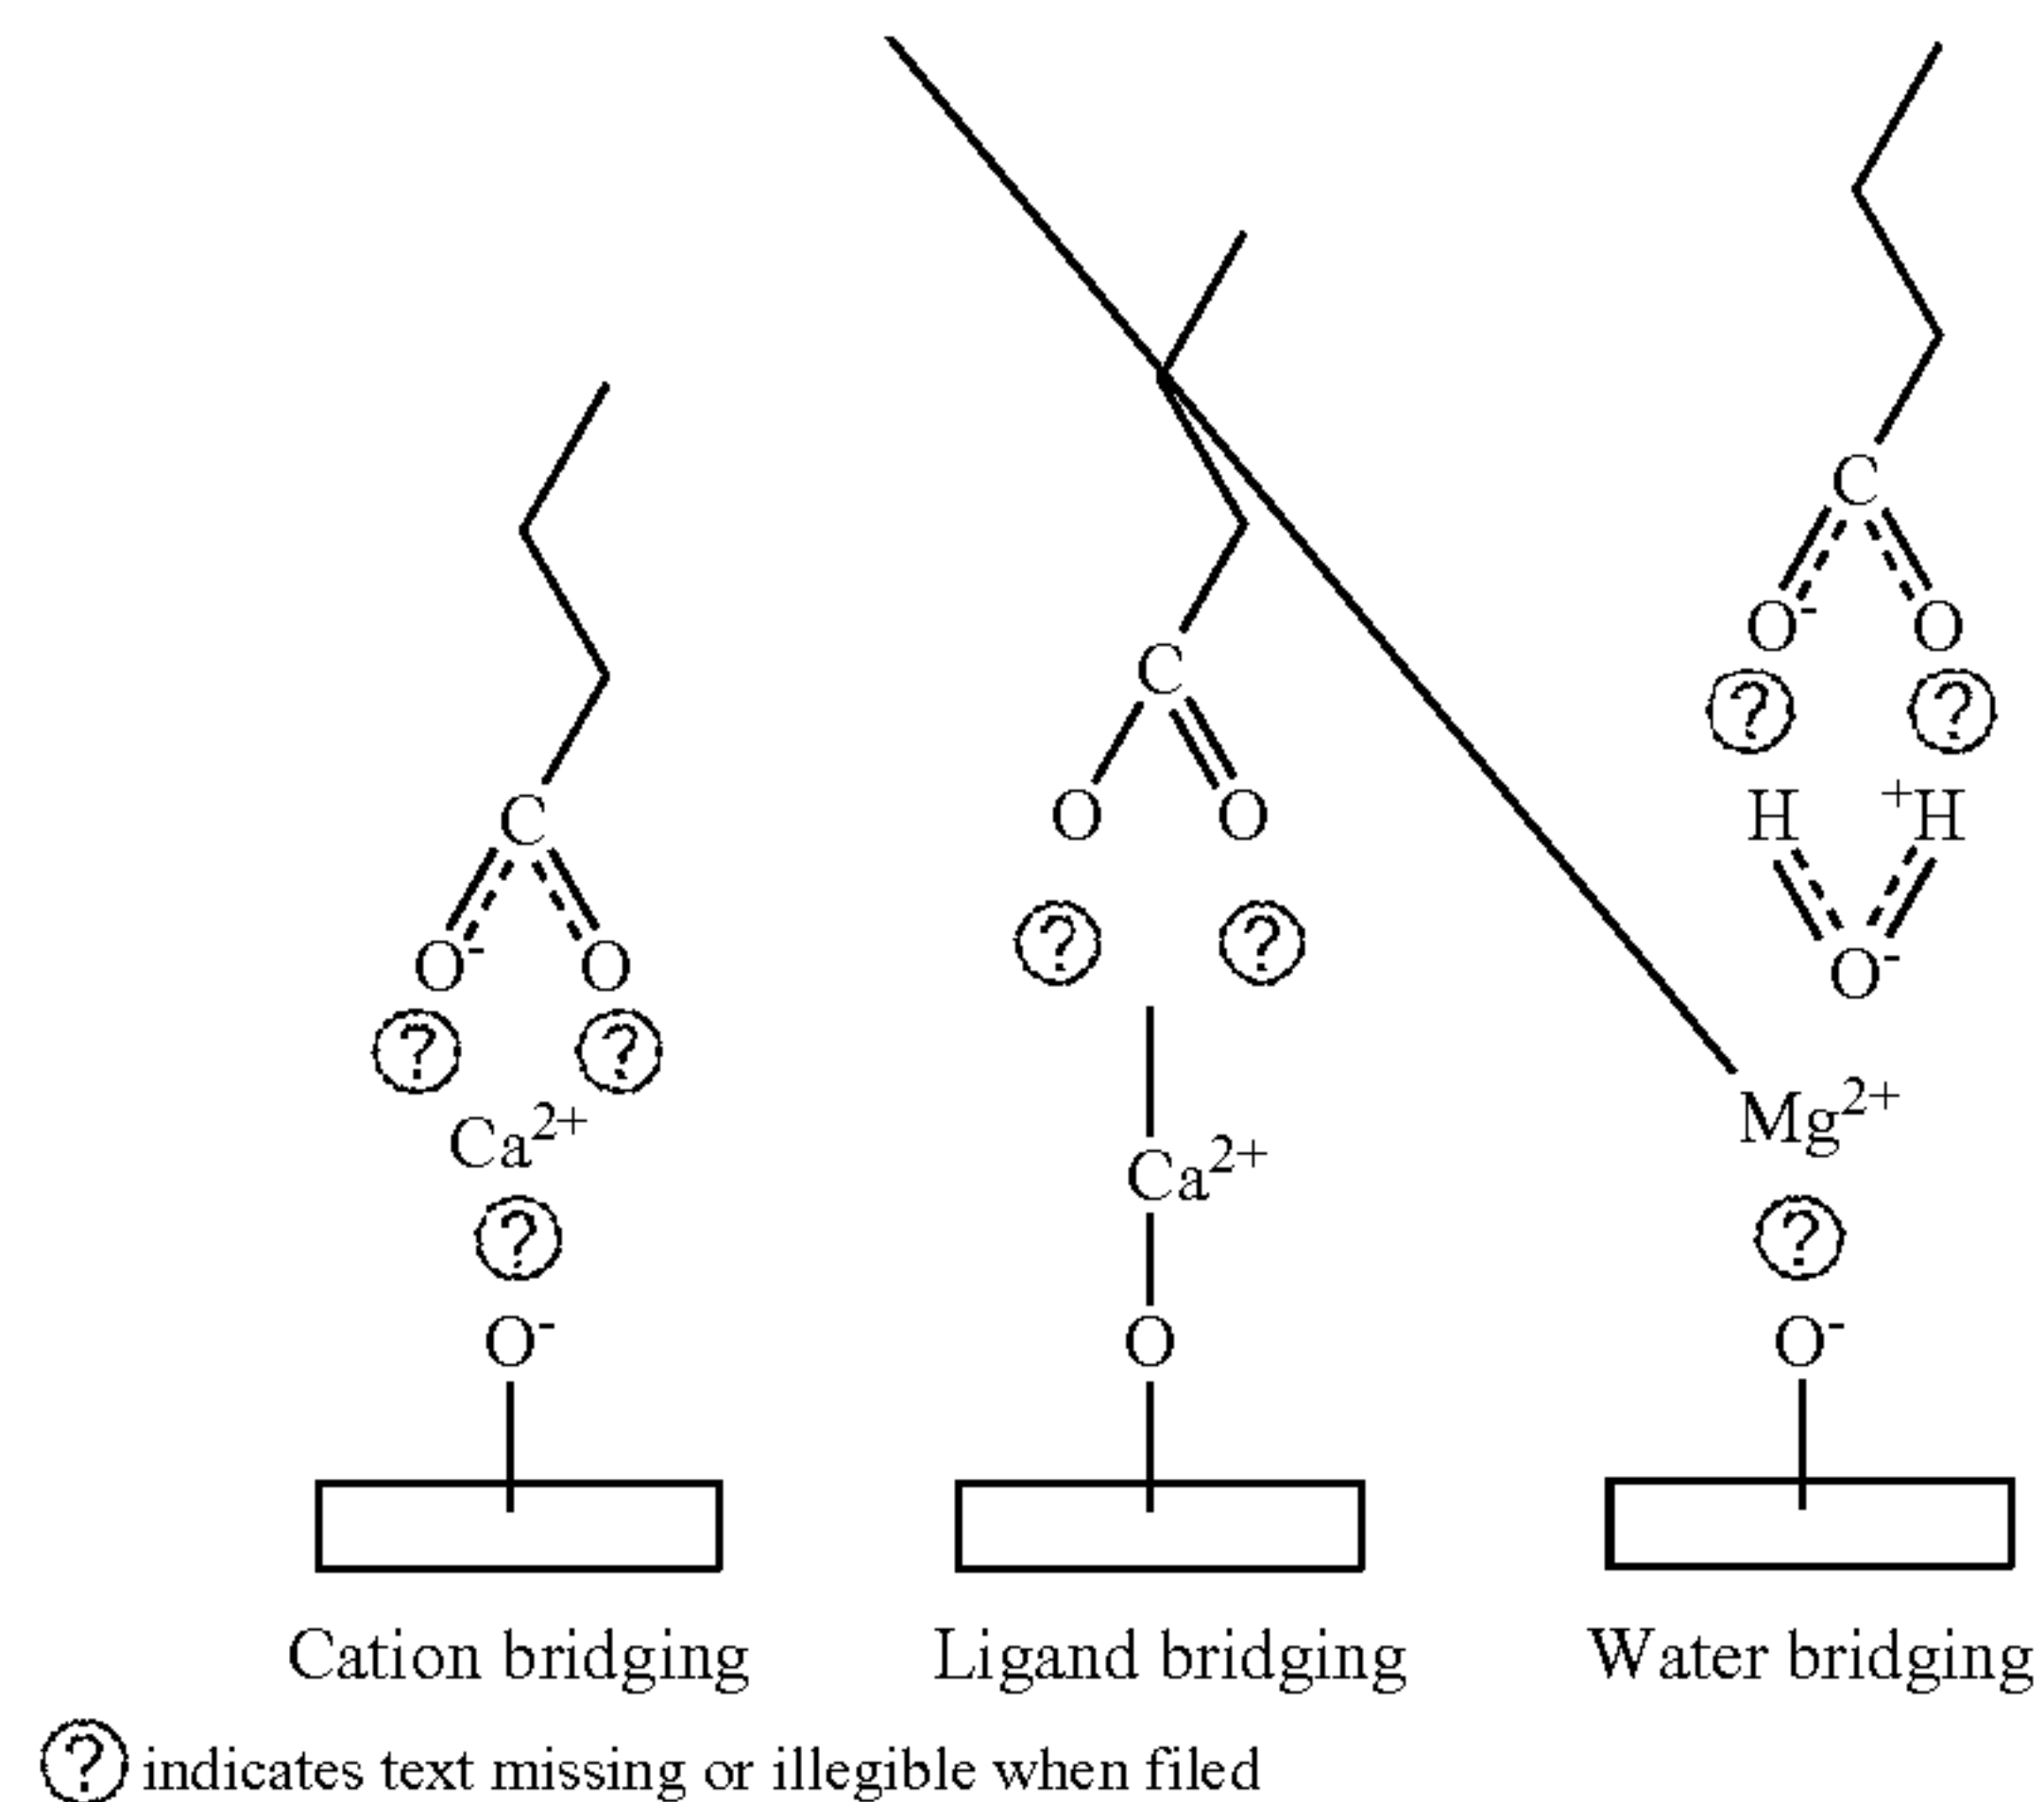 C
O- O
? ?
H +H
O-
C
O O
? ?
C
O- O
? ?
Ca2+
?
O-
Ca2+
O
Mg2+
?
O-
Cation bridging Ligand bridging Water bridging
? indicates text missing or illegible when filed